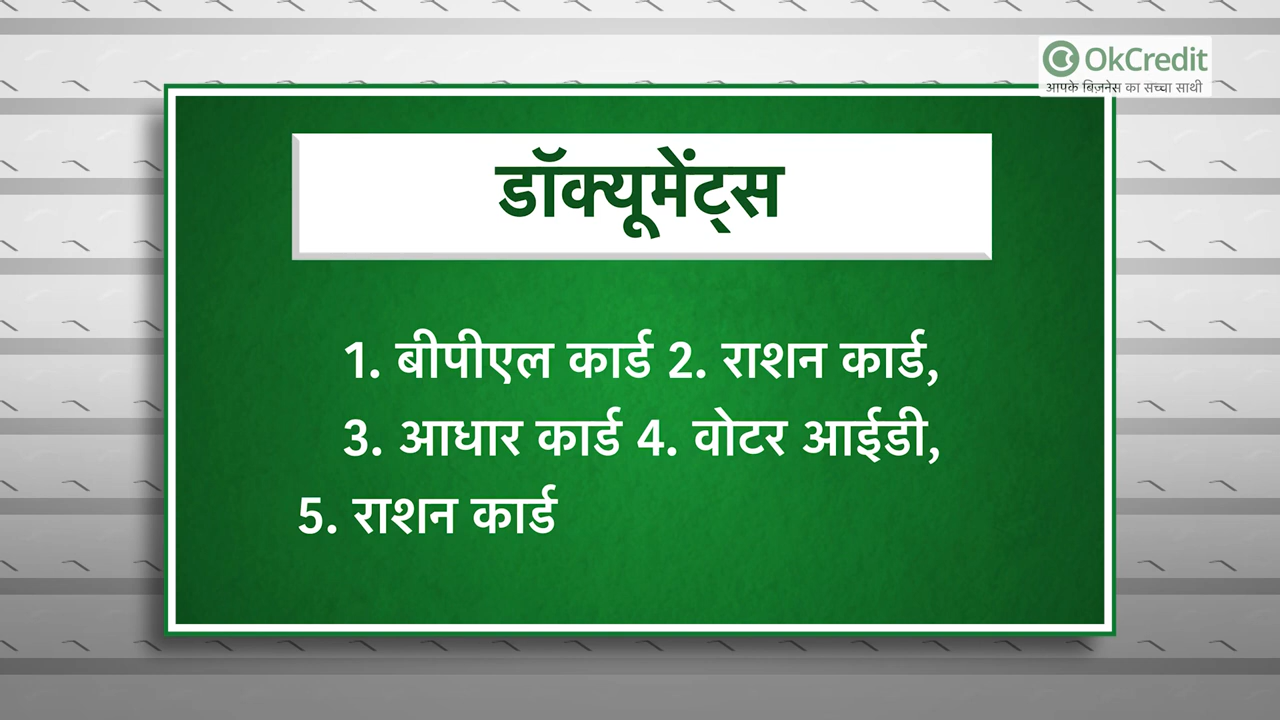 OkCredit
आपके बिज़नेस का सच्चा साथी
डॉक्यूमेंट्स
1. बीपीएल कार्ड 2. राशन कार्ड,
3. आधार कार्ड 4. वोटर आईडी,
5. राशन कार्ड